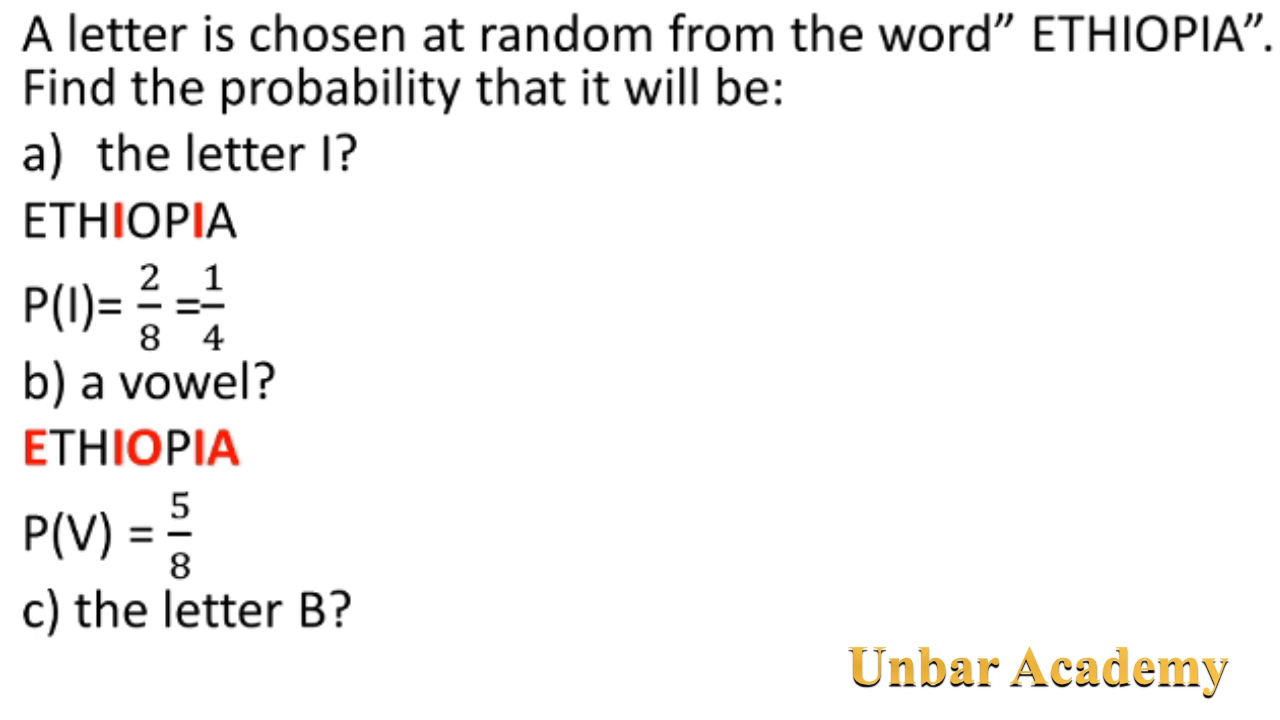 A letter is chosen at random from the word” ETHIOPIA”.
Find the probability that it will be:
a) the letter I?
ETHIOPIA
P(I)= 2/8 =1/4
b) a vowel?
ETHIOPIA
P(V) = 5/8
c) the letter B?
Unbar Academy